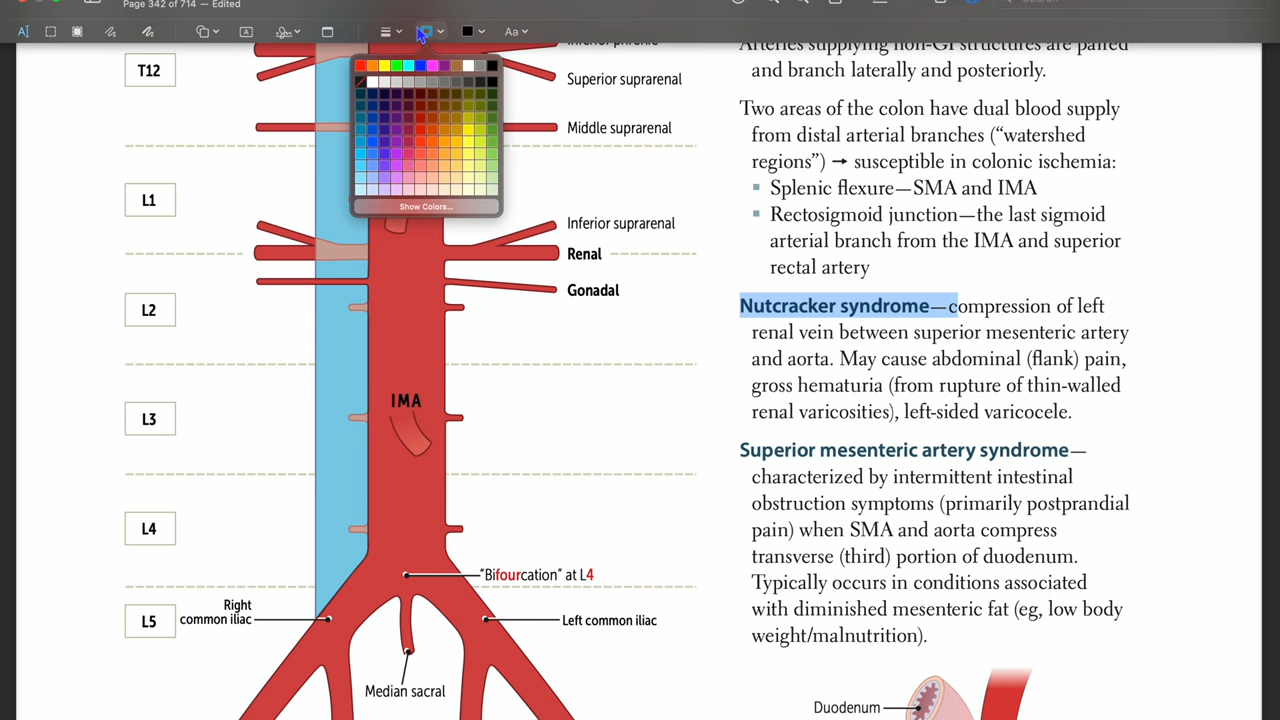 Page 342 of 714 — Edited
Search
Aa
Show Colors...
T12
L1
L2
L3
L4
L5
Inferior phrenic
Superior suprarenal
Middle suprarenal
Inferior suprarenal
Renal
Gonadal
IMA
“Bifourcation” at L4
Right
common iliac
Left common iliac
Median sacral
Arteries supplying non-GI structures are paired
and branch laterally and posteriorly.
Two areas of the colon have dual blood supply
from distal arterial branches (“watershed
regions”) → susceptible in colonic ischemia:
▪ Splenic flexure—SMA and IMA
▪ Rectosigmoid junction—the last sigmoid
arterial branch from the IMA and superior
rectal artery
Nutcracker syndrome—compression of left
renal vein between superior mesenteric artery
and aorta. May cause abdominal (flank) pain,
gross hematuria (from rupture of thin-walled
renal varicosities), left-sided varicocele.
Superior mesenteric artery syndrome—
characterized by intermittent intestinal
obstruction symptoms (primarily postprandial
pain) when SMA and aorta compress
transverse (third) portion of duodenum.
Typically occurs in conditions associated
with diminished mesenteric fat (eg, low body
weight/malnutrition).
Duodenum